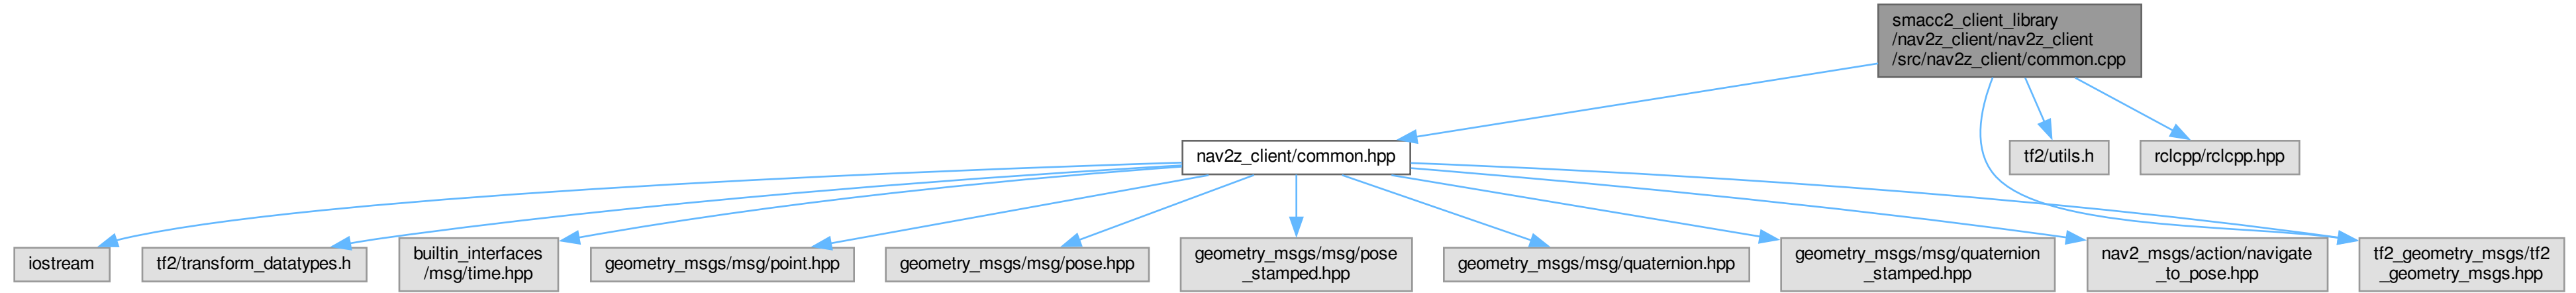 smacc2_client_library
/nav2z_client/nav2z_client
/src/nav2z_client/common.cpp
nav2z_client/common.hpp
tf2/utils.h
rclcpp/rclcpp.hpp
iostream
tf2/transform_datatypes.h
builtin_interfaces
/msg/time.hpp
geometry_msgs/msg/point.hpp
geometry_msgs/msg/pose.hpp
geometry_msgs/msg/pose
_stamped.hpp
geometry_msgs/msg/quaternion.hpp
geometry_msgs/msg/quaternion
_stamped.hpp
nav2_msgs/action/navigate
_to_pose.hpp
tf2_geometry_msgs/tf2
_geometry_msgs.hpp